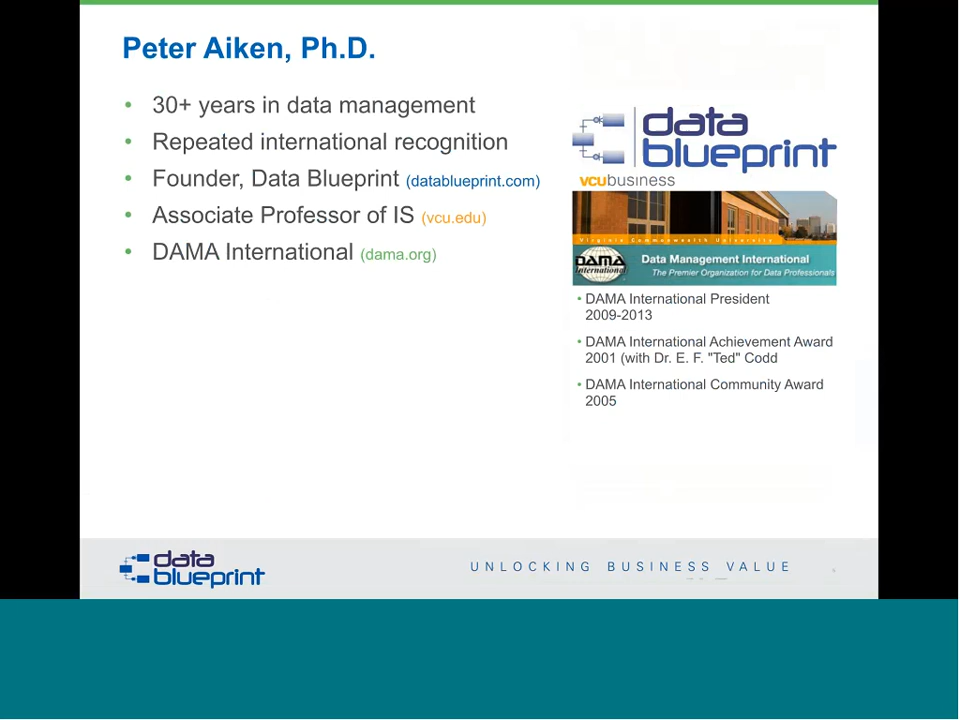 Peter Aiken, Ph.D.
• 30+ years in data management
• Repeated international recognition
• Founder, Data Blueprint (datablueprint.com)
• Associate Professor of IS (vcu.edu)
• DAMA International (dama.org)
data
blueprint
vcubusiness
Virginia Commonwealth University
DAMA
International
Data Management International
The Premier Organization for Data Professionals
• DAMA International President
2009-2013
• DAMA International Achievement Award
2001 (with Dr. E. F. "Ted" Codd
• DAMA International Community Award
2005
data
blueprint
UNLOCKING BUSINESS VALUE